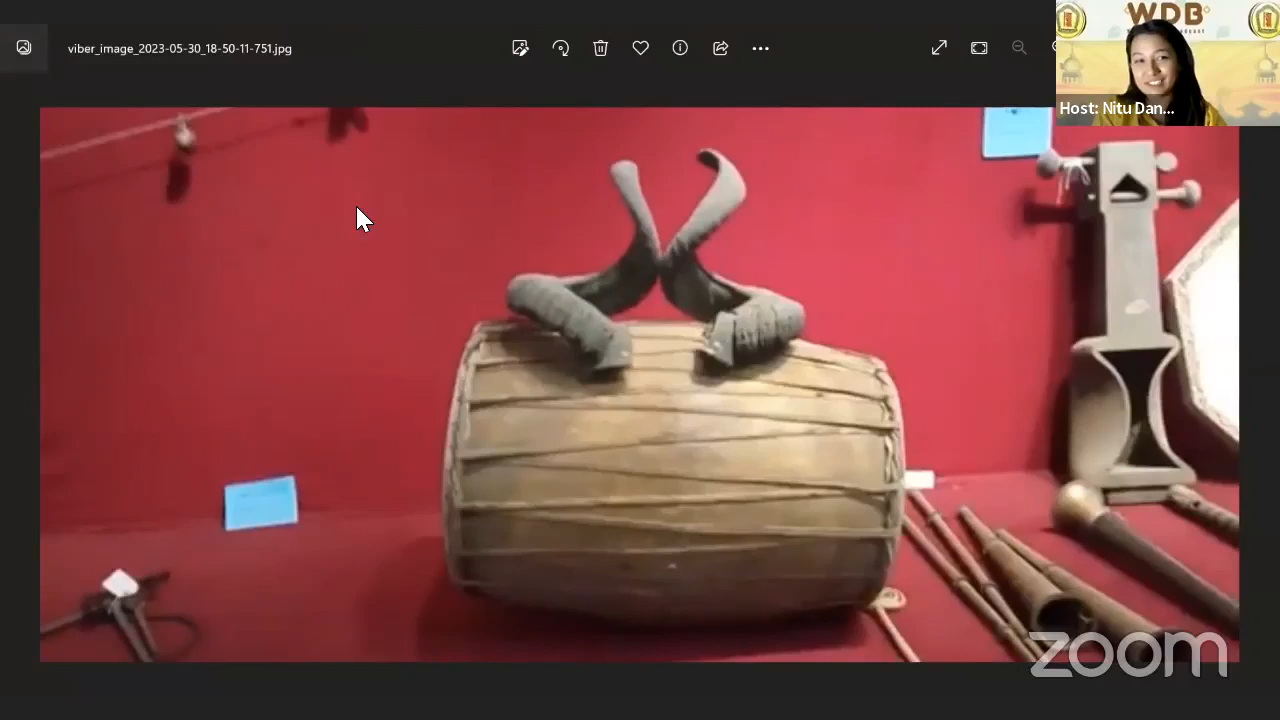 viber_image_2023-05-30_18-50-11-751.jpg
WDB
Host: Nitu Dan...
zoom